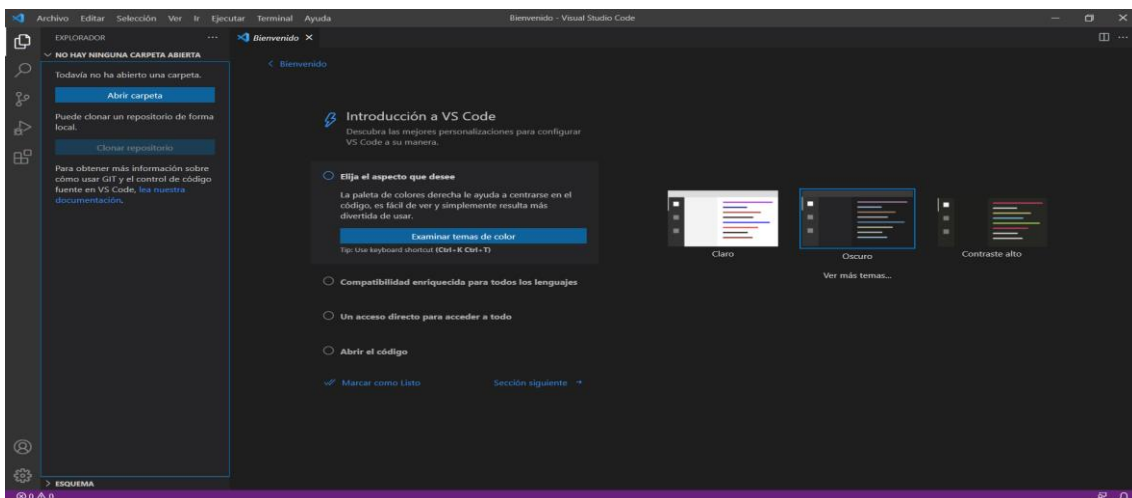 Archivo Editar Selección Ver Ir Ejecutar Terminal Ayuda
Bienvenido - Visual Studio Code
EXPLORADOR
NO HAY NINGUNA CARPETA ABIERTA
Todavía no ha abierto una carpeta.
Abrir carpeta
Puede clonar un repositorio de forma
local.
Clonar repositorio
Para obtener más información sobre
cómo usar GIT y el control de código
fuente en VS Code, lea nuestra
documentación.
ESQUEMA
Bienvenido
< Bienvenido
Introducción a VS Code
Descubra las mejores personalizaciones para configurar
VS Code a su manera.
Elija el aspecto que desee
La paleta de colores derecha le ayuda a centrarse en el
código, es fácil de ver y simplemente resulta más
divertida de usar.
Examinar temas de color
Tip: Use keyboard shortcut (Ctrl+K Ctrl+T)
Compatibilidad enriquecida para todos los lenguajes
Un acceso directo para acceder a todo
Abrir el código
Marcar como Listo
Sección siguiente
Claro
Oscuro
Contraste alto
Ver más temas...
0 0